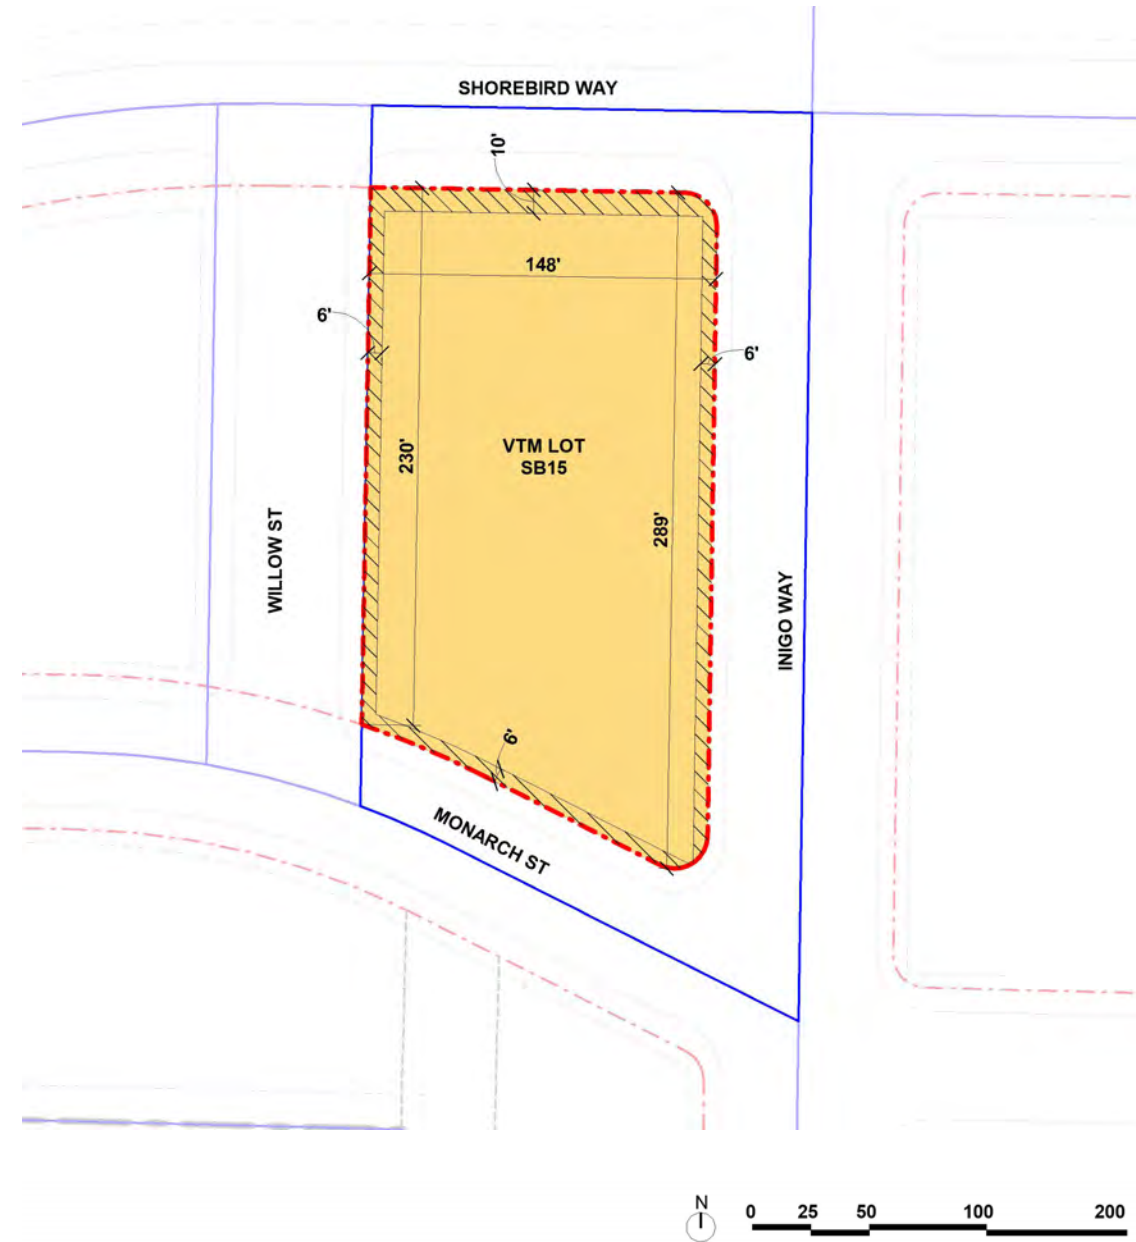 SHOREBIRD WAY
10'
148'
6'
6'
VTM LOT
SB15
230'
289'
WILLOW ST
INIGO WAY
6'
MONARCH ST
N
0 25 50 100 200